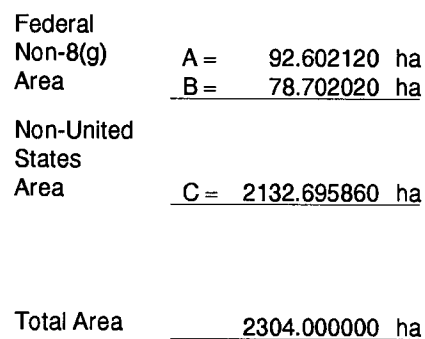 Federal
Non-8(g) A = 92.602120 ha
Area B = 78.702020 ha
Non-United
States
Area C = 2132.695860 ha
Total Area 2304.000000 ha